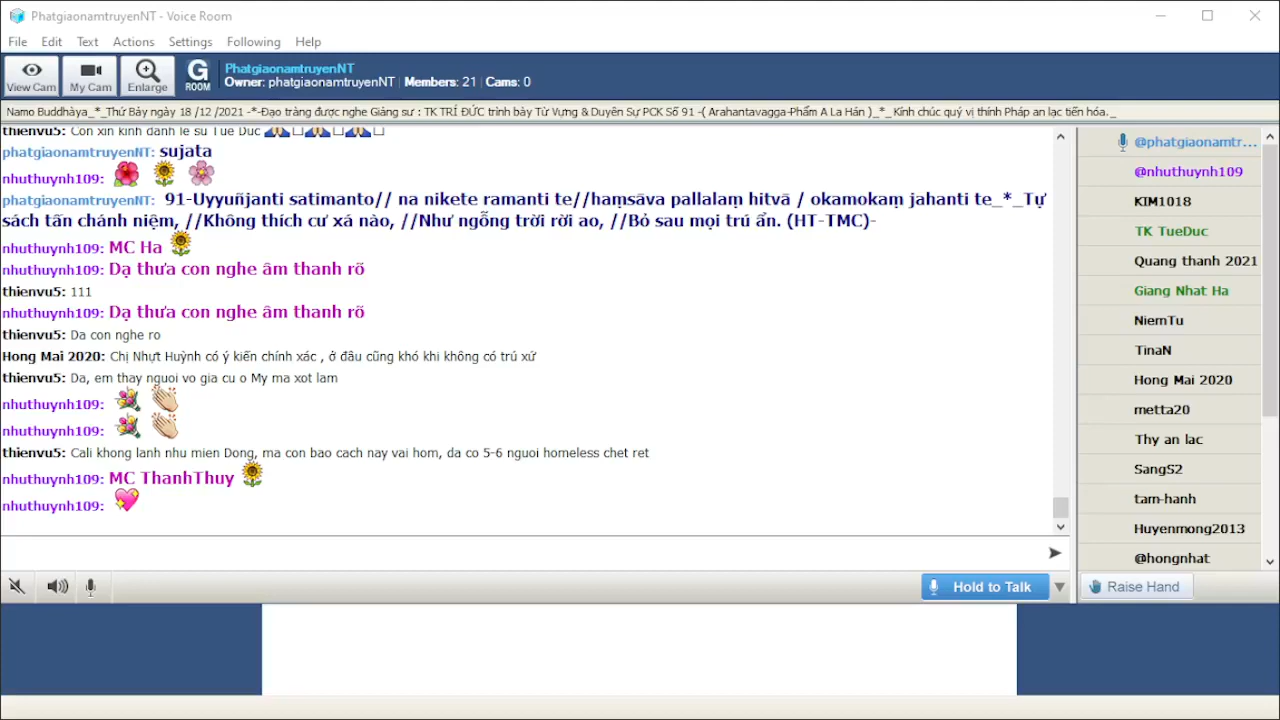 PhatgiaonamtruyenNT - Voice Room
File Edit Text Actions Settings Following Help
View Cam My Cam Enlarge G ROOM
PhatgiaonamtruyenNT
Owner: phatgiaonamtruyenNT | Members: 21 | Cams: 0
Namo Buddhàya_*_Thứ Bảy ngày 18 /12 /2021 -*-Đạo tràng được nghe Giảng sư : TK TRÍ ĐỨC trình bày Từ Vựng & Duyên Sự PCK Số 91 -( Arahantavagga-Phẩm A La Hán )_*_Kính chúc quý vị thính Pháp an lạc tiến hóa._
thienvu5: Con xin kinh danh le su Tue Duc
phatgiaonamtruyenNT: sujata
nhuthuynh109:
phatgiaonamtruyenNT: 91-Uyyuñjanti satimanto// na nikete ramanti te//haṃsāva pallalaṃ hitvā / okamokaṃ jahanti te_*_Tự
sách tấn chánh niệm, //Không thích cư xá nào, //Như ngỗng trời rời ao, //Bỏ sau mọi trú ẩn. (HT-TMC)-
nhuthuynh109: MC Ha
nhuthuynh109: Dạ thưa con nghe âm thanh rõ
thienvu5: 111
nhuthuynh109: Dạ thưa con nghe âm thanh rõ
thienvu5: Da con nghe ro
Hong Mai 2020: Chị Nhựt Huỳnh có ý kiến chính xác , ở đâu cũng khó khi không có trú xứ
thienvu5: Da, em thay nguoi vo gia cu o My ma xot lam
nhuthuynh109:
nhuthuynh109:
thienvu5: Cali khong lanh nhu mien Dong, ma con bao cach nay vai hom, da co 5-6 nguoi homeless chet ret
nhuthuynh109: MC ThanhThuy
nhuthuynh109:
Hold to Talk
@phatgiaonamtr...
@nhuthuynh109
KIM1018
TK TueDuc
Quang thanh 2021
Giang Nhat Ha
NiemTu
TinaN
Hong Mai 2020
metta20
Thy an lac
SangS2
tam-hanh
Huyenmong2013
@hongnhat
Raise Hand